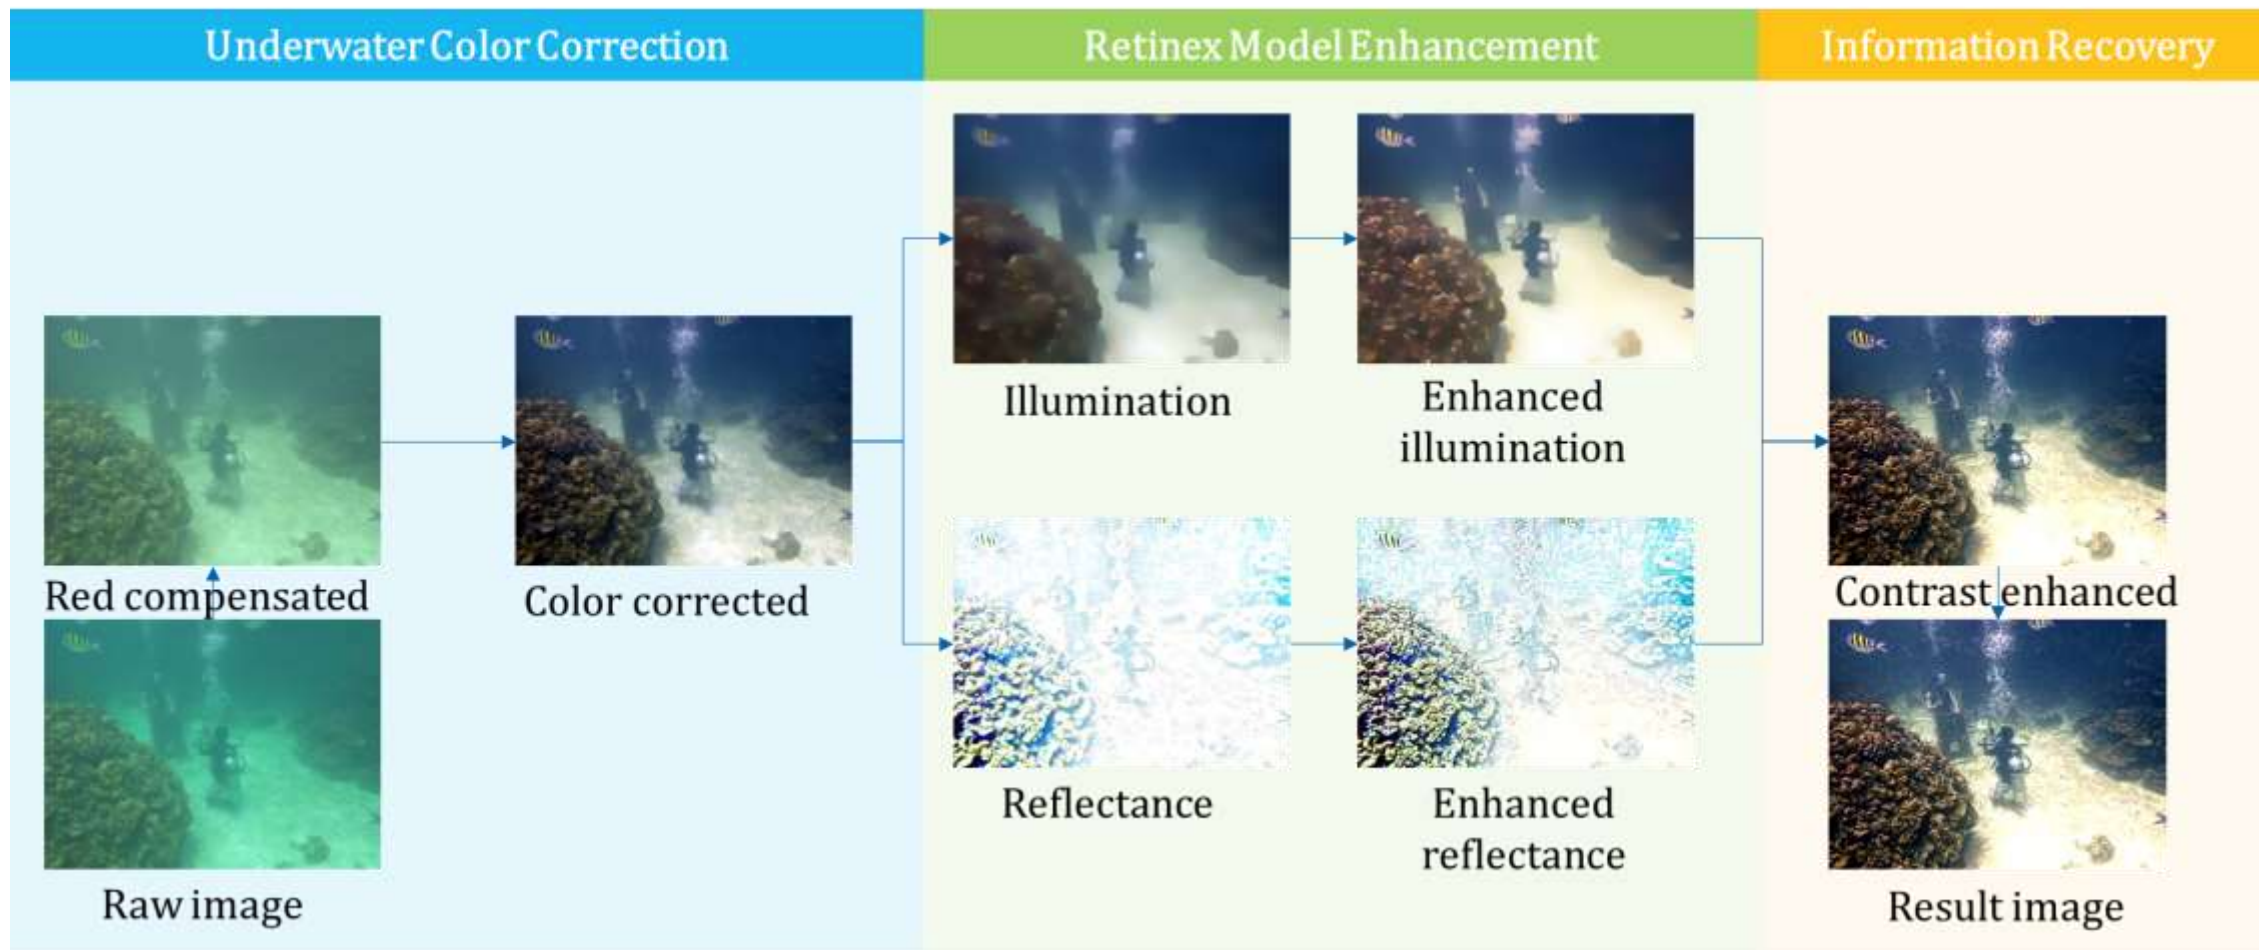 Underwater Color Correction
Retinex Model Enhancement
Information Recovery
Red compensated
Raw image
Color corrected
Illumination
Enhanced
illumination
Reflectance
Enhanced
reflectance
Contrast enhanced
Result image